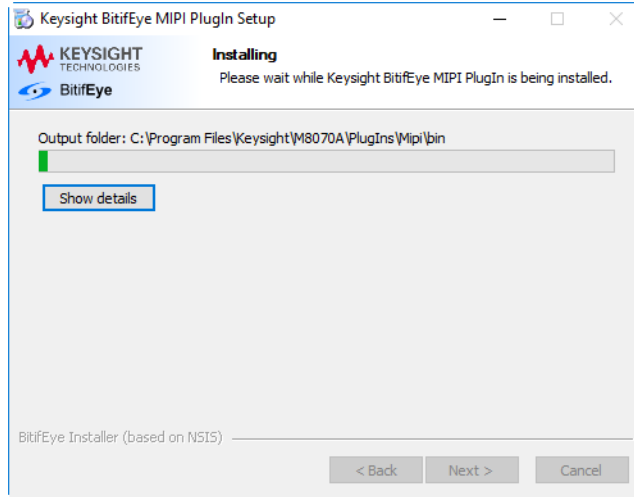 Keysight BitifEye MIPI PlugIn Setup
KEYSIGHT
TECHNOLOGIES
BitifEye
Installing
Please wait while Keysight BitifEye MIPI PlugIn is being installed.
Output folder: C:\Program Files\Keysight\M8070A\PlugIns\Mipi\bin
Show details
BitifEye Installer (based on NSIS)
< Back Next > Cancel